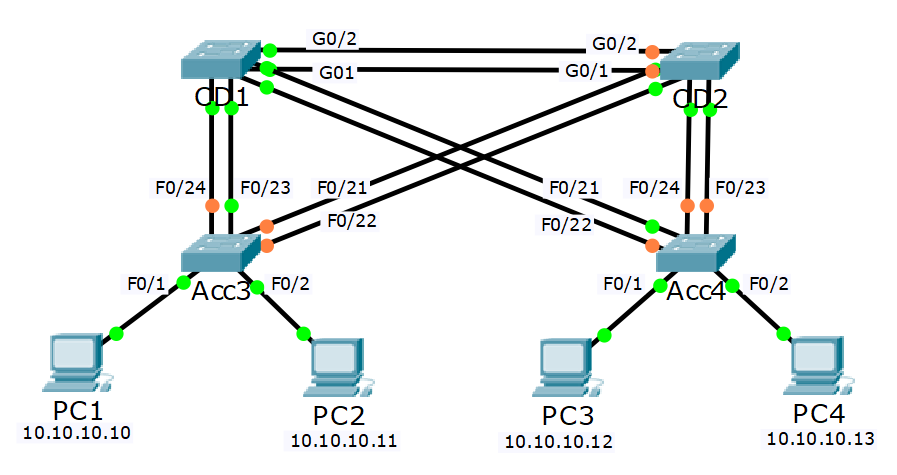 G0/2
G0/2
G01
G0/1
CD1
CD2
F0/24
F0/23
F0/21
F0/22
F0/21
F0/22
F0/24
F0/23
F0/1
Acc3
F0/2
F0/1
Acc4
F0/2
PC1
10.10.10.10
PC2
10.10.10.11
PC3
10.10.10.12
PC4
10.10.10.13